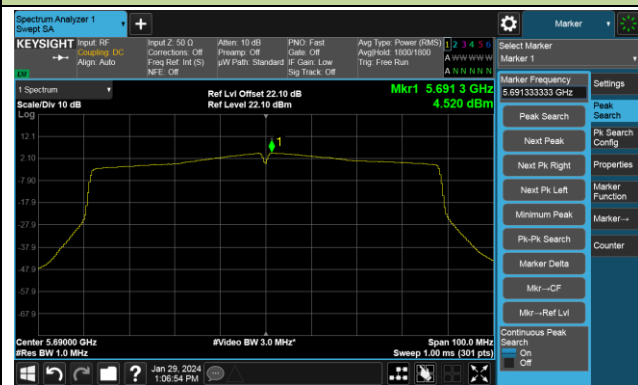 Spectrum Analyzer 1
Swept SA
+
Marker
KEYSIGHT
Input: RF
Coupling: DC
Align: Auto
Input Z: 50 Ω
Corrections: Off
Freq Ref: Int (S)
NFE: Off
Atten: 10 dB
Preamp: Off
µW Path: Standard
PNO: Fast
Gate: Off
IF Gain: Low
Sig Track: Off
Avg Type: Power (RMS)
Avg|Hold: 1800/1800
Trig: Free Run
1 2 3 4 5 6
A W W W W W
A N N N N N
Select Marker
Marker 1
1 Spectrum
Scale/Div 10 dB
Log
Ref Lvl Offset 22.10 dB
Ref Level 22.10 dBm
Mkr1 5.691 3 GHz
4.520 dBm
12.1
2.10
-7.90
-17.9
-27.9
-37.9
-47.9
-57.9
-67.9
1
Center 5.69000 GHz
#Res BW 1.0 MHz
#Video BW 3.0 MHz*
Span 100.0 MHz
Sweep 1.00 ms (301 pts)
Marker Frequency
5.691333333 GHz
Peak Search
Next Peak
Next Pk Right
Next Pk Left
Minimum Peak
Pk-Pk Search
Marker Delta
Mkr→CF
Mkr→Ref Lvl
Continuous Peak
Search
On
Off
Settings
Peak
Search
Pk Search
Config
Properties
Marker
Function
Marker→
Counter
?
Jan 29, 2024
1:06:54 PM